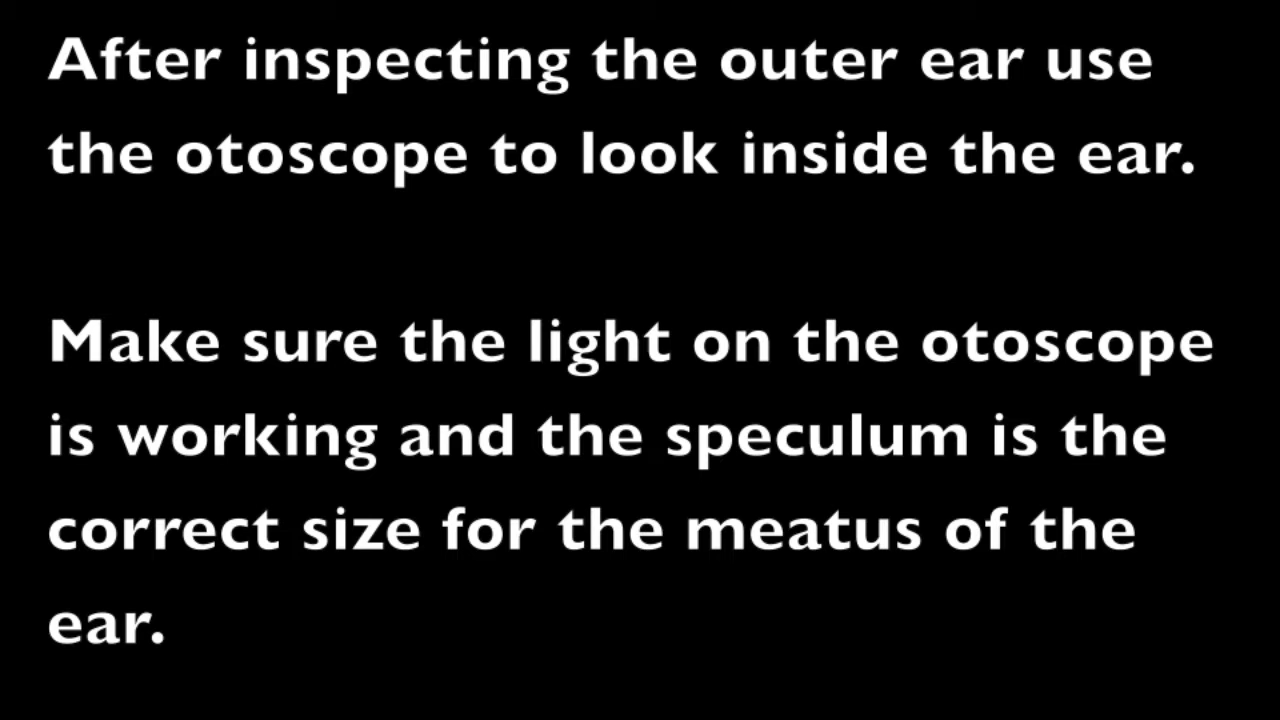 After inspecting the outer ear use
the otoscope to look inside the ear.
Make sure the light on the otoscope
is working and the speculum is the
correct size for the meatus of the
ear.